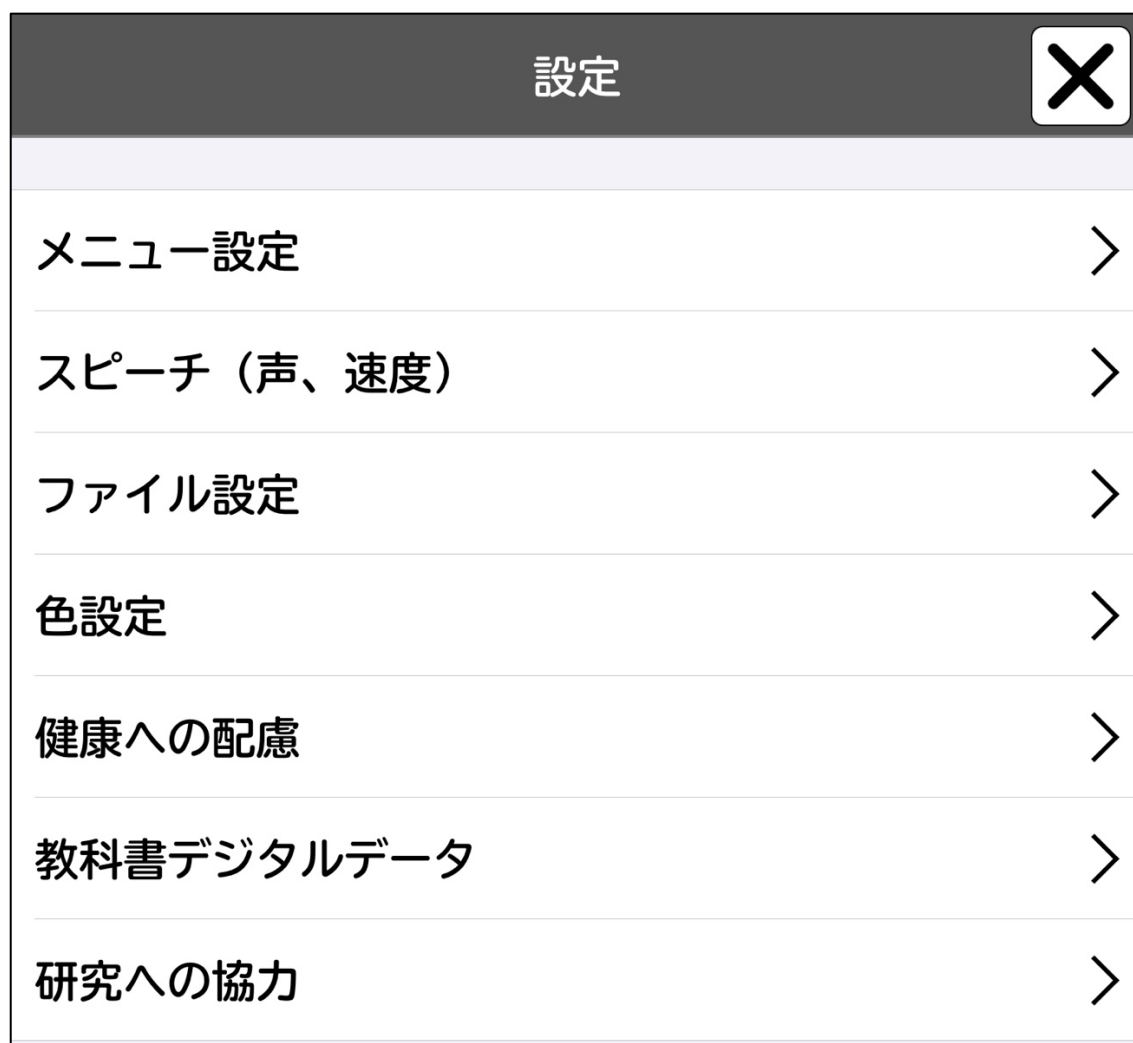 設定
メニュー設定
スピーチ（声、速度）
ファイル設定
色設定
健康への配慮
教科書デジタルデータ
研究への協力